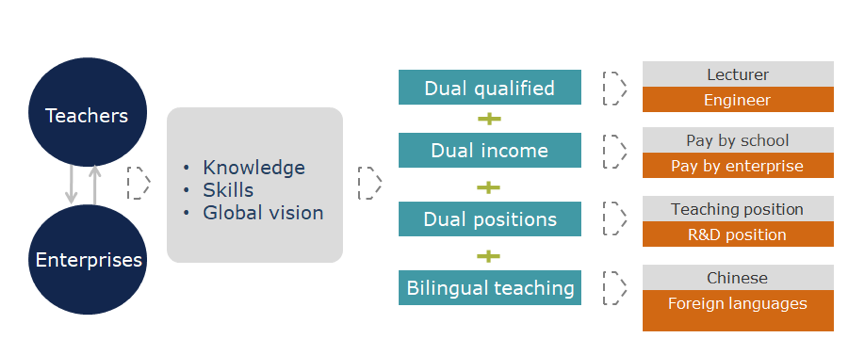 Teachers
Enterprises
• Knowledge
• Skills
• Global vision
Dual qualified
Lecturer
Engineer
+
Dual income
Pay by school
Pay by enterprise
+
Dual positions
Teaching position
R&D position
+
Bilingual teaching
Chinese
Foreign languages